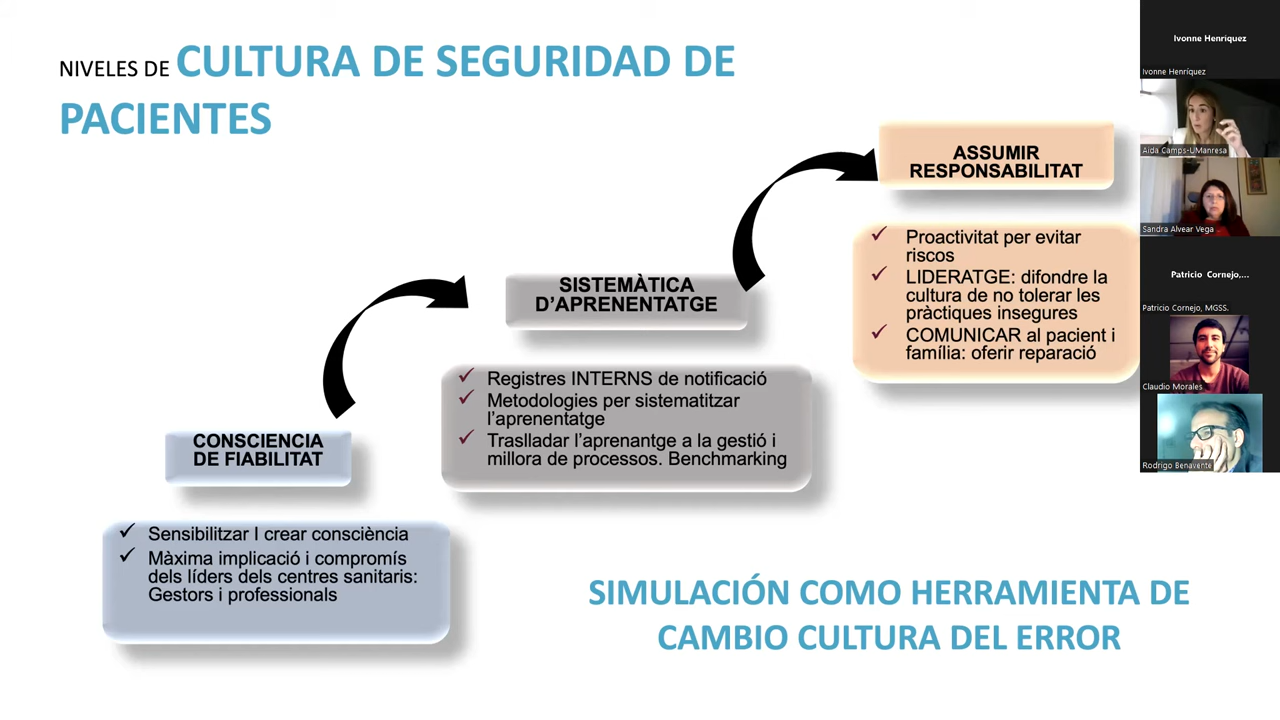 NIVELES DE CULTURA DE SEGURIDAD DE
PACIENTES
CONSCIENCIA
DE FIABILITAT
Sensibilitzar I crear consciència
Màxima implicació i compromís
dels líders dels centres sanitaris:
Gestors i professionals
SISTEMÀTICA
D'APRENENTATGE
Registres INTERNS de notificació
Metodologies per sistematitzar
l'aprenentatge
Traslladar l'aprenantge a la gestió i
millora de processos. Benchmarking
ASSUMIR
RESPONSABILITAT
Proactivitat per evitar
riscos
LIDERATGE: difondre la
cultura de no tolerar les
pràctiques insegures
COMUNICAR al pacient i
família: oferir reparació
SIMULACIÓN COMO HERRAMIENTA DE
CAMBIO CULTURA DEL ERROR
Ivonne Henriquez
Ivonne Henríquez
Aida Camps-UManresa
Sandra Alvear Vega
Patricio Cornejo,...
Patricio Cornejo, MGSS.
Claudio Morales
Rodrigo Benavente